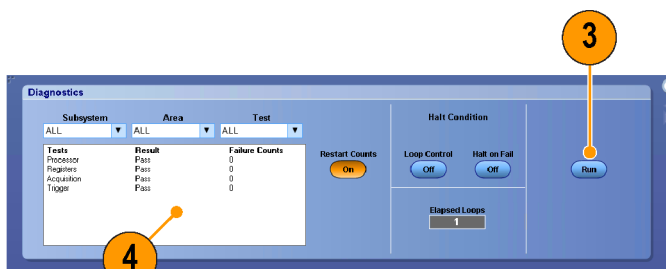 3
Diagnostics
Subsystem Area Test Halt Condition
ALL ALL ALL
Tests Result Failure Counts Restart Counts Loop Control Halt on Fail
Processor Pass 0 On Off Off Run
Registers Pass 0
Acquisition Pass 0
Trigger Pass 0
Elapsed Loops
1
4